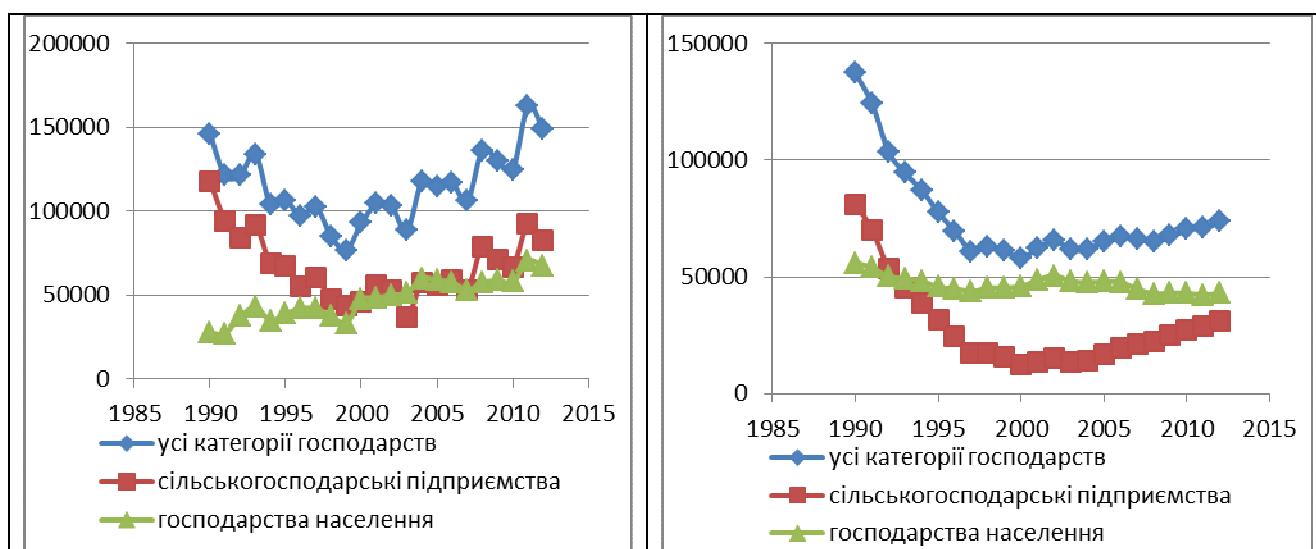 200000
150000
100000
50000
0
1985 1990 1995 2000 2005 2010 2015
усі категорії господарств
сільськогосподарські підприємства
господарства населення
150000
100000
50000
0
1985 1990 1995 2000 2005 2010 2015
усі категорії господарств
сільськогосподарські підприємства
господарства населення